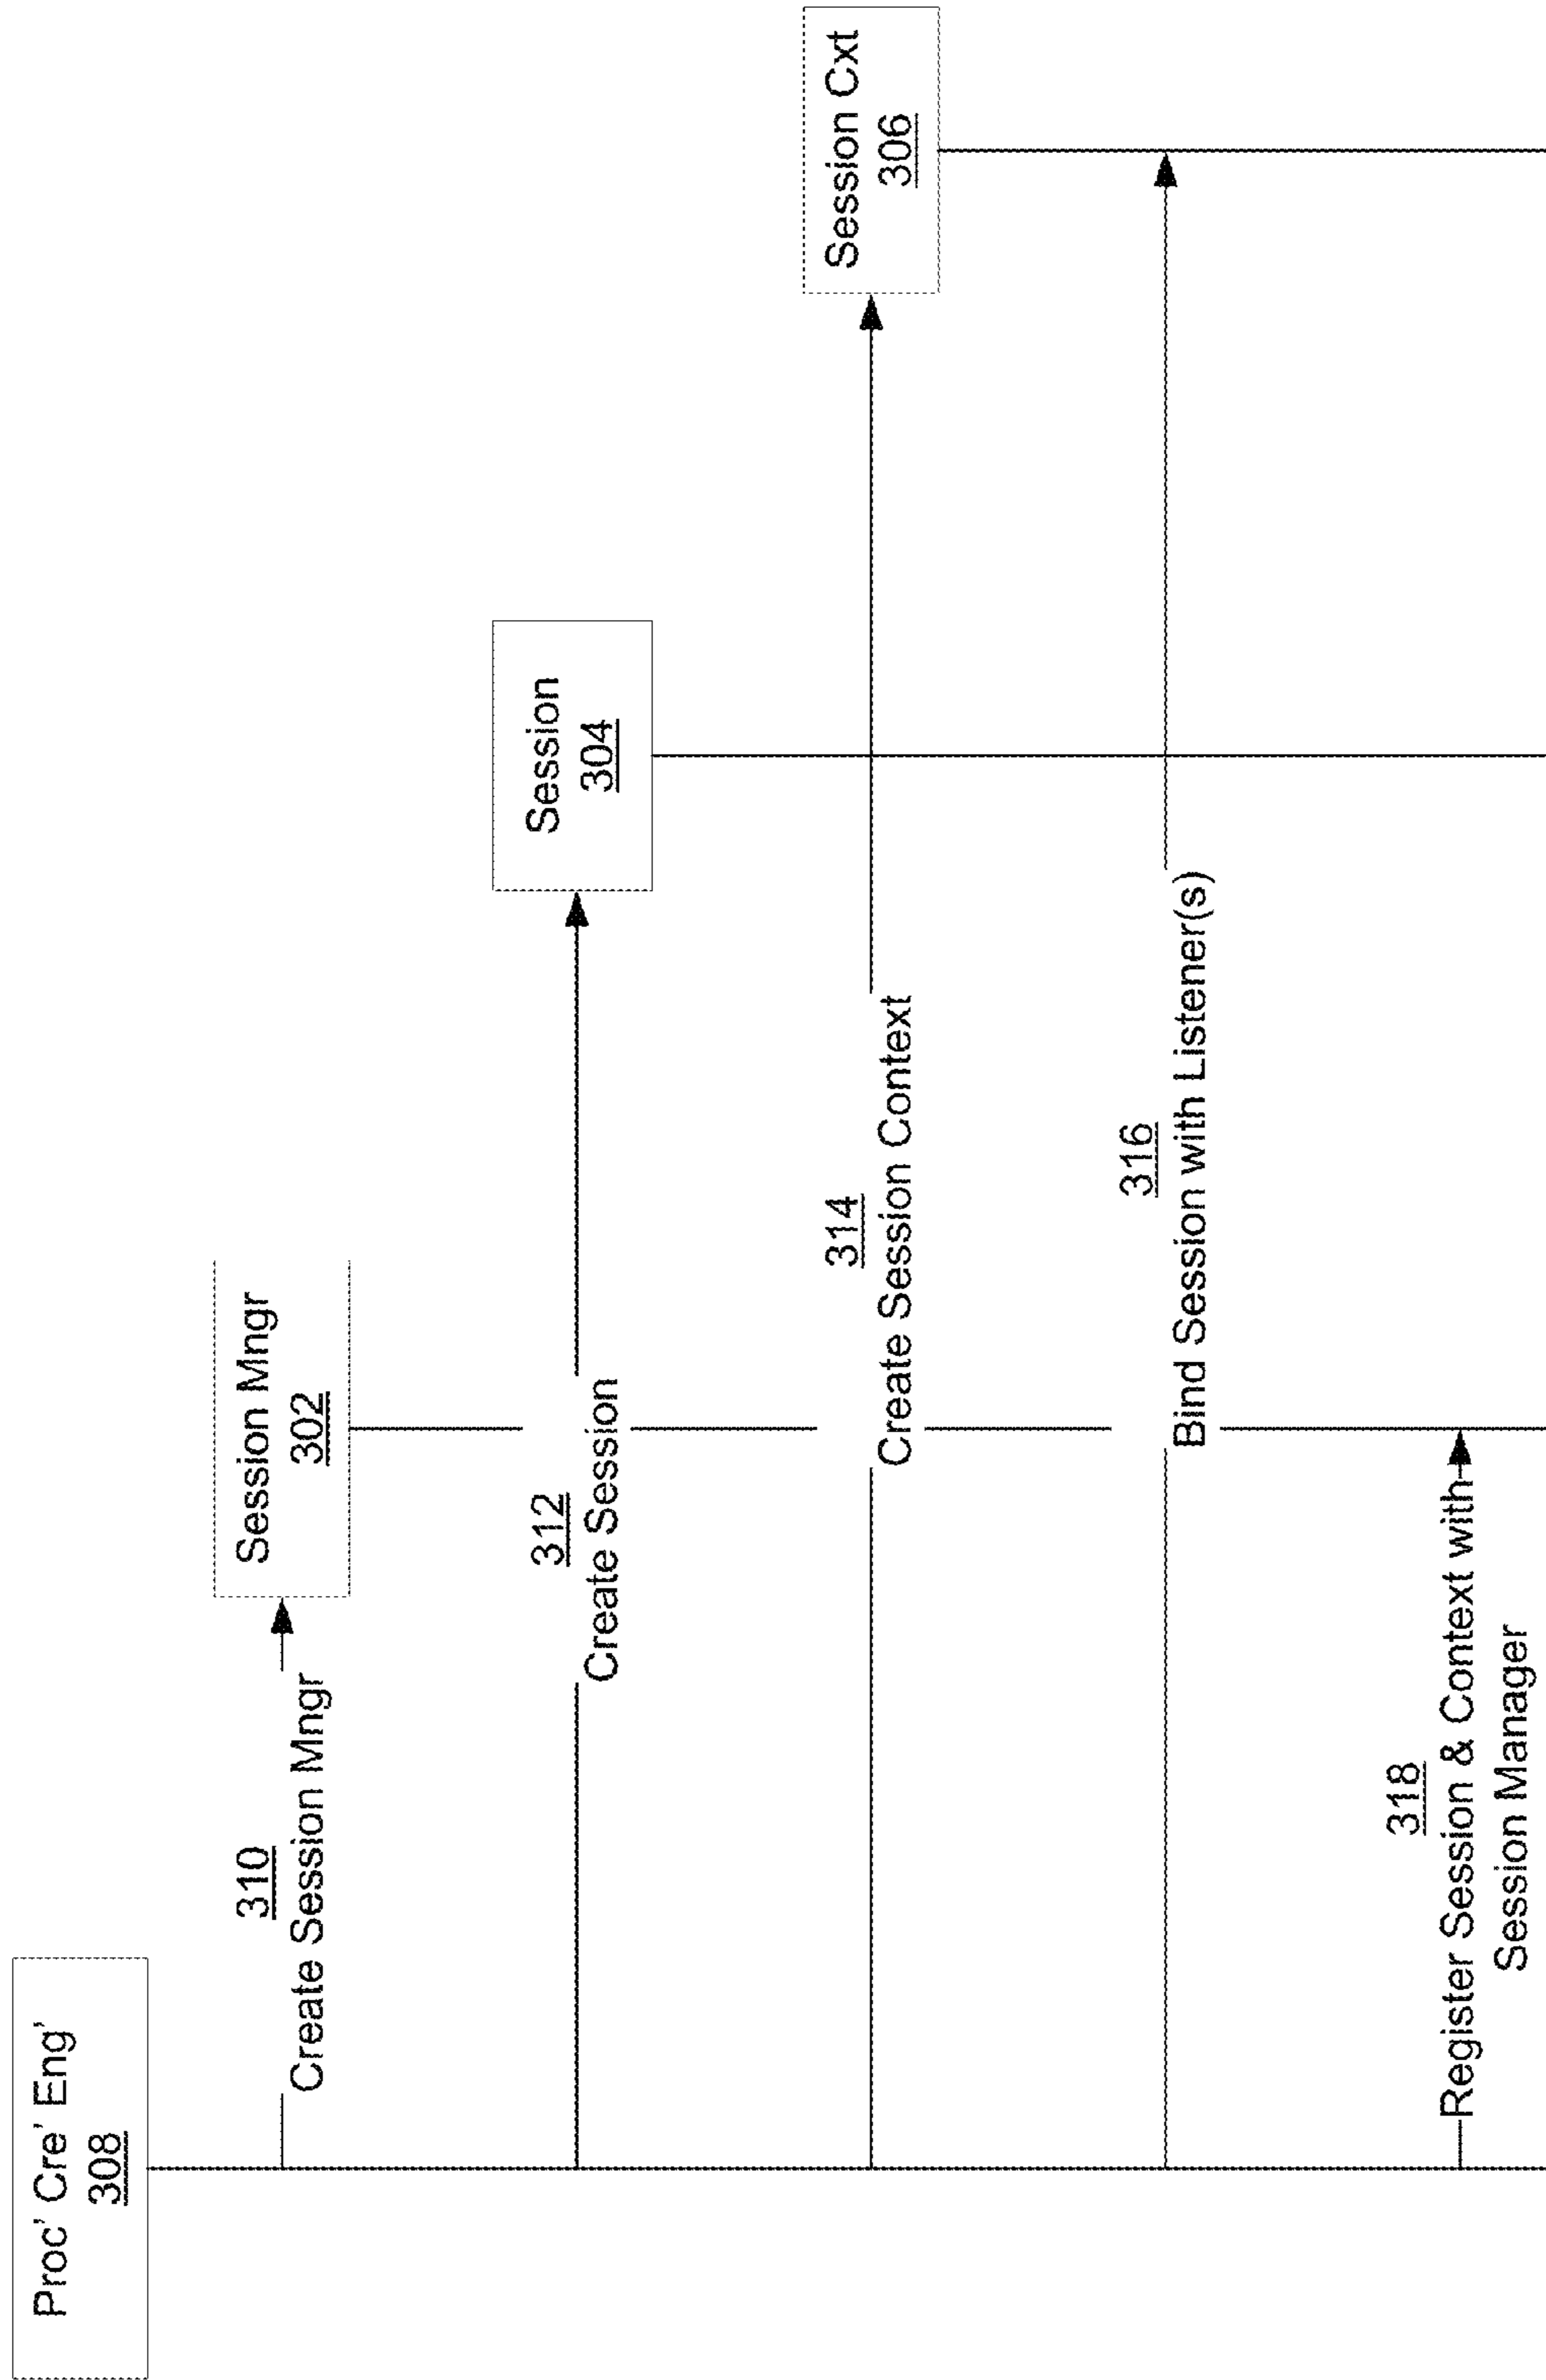 Proc' Cre' Eng'
308
310
Create Session Mngr
Session Mngr
302
312
Create Session
Session
304
314
Create Session Context
Session Cxt
306
316
Bind Session with Listener(s)
318
Register Session & Context with
Session Manager